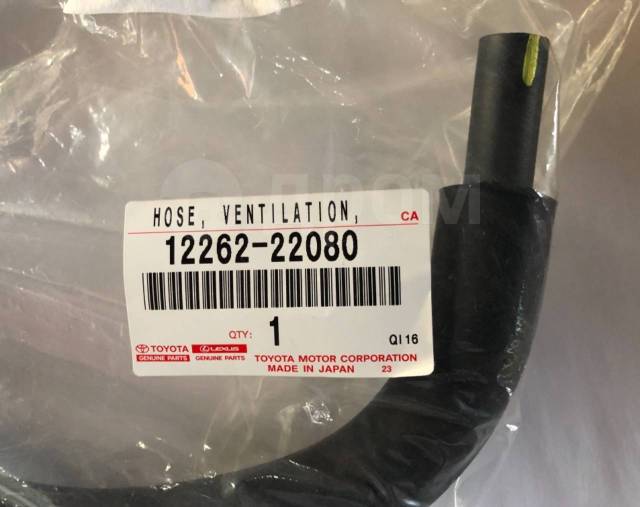 ДРОМ
HOSE, VENTILATION, CA
12262-22080
QTY: 1 QI16
TOYOTA LEXUS
GENUINE PARTS GENUINE PARTS
TOYOTA MOTOR CORPORATION
MADE IN JAPAN 23